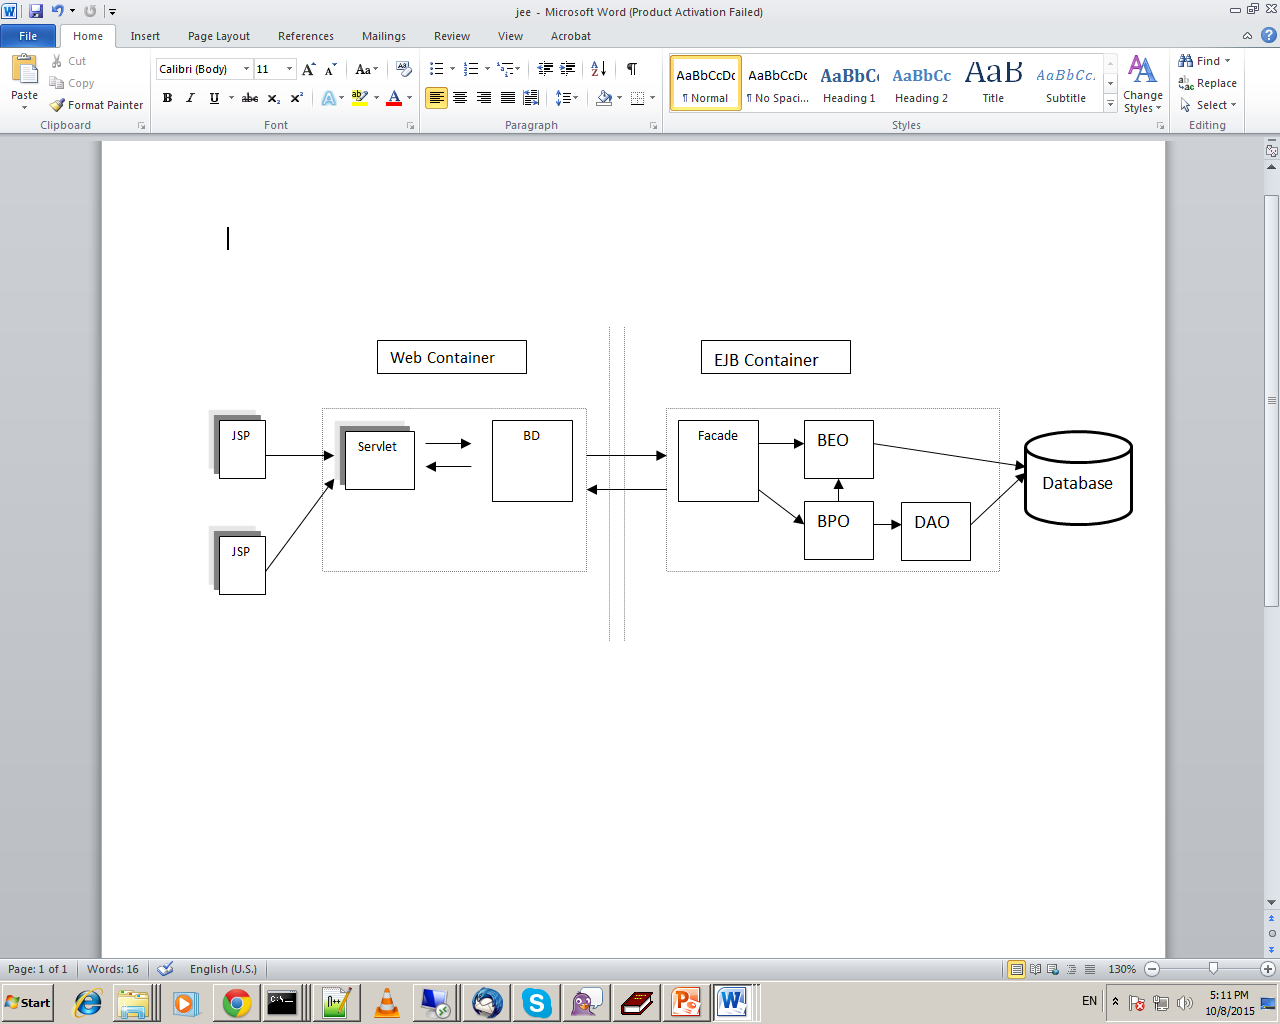 jee - Microsoft Word (Product Activation Failed)
File Home Insert Page Layout References Mailings Review View Acrobat
Paste
Cut
Copy
Format Painter
Clipboard
Calibri (Body) 11
Font
Paragraph
AaBbCcDc AaBbCcDc AaBbCc AaBbCc AaB AaBbCc.
¶ Normal ¶ No Spaci... Heading 1 Heading 2 Title Subtitle
Styles
Change Styles
Find
Replace
Select
Editing
Web Container
EJB Container
JSP
Servlet
BD
Facade
BEO
Database
BPO
DAO
JSP
Page: 1 of 1 Words: 16 English (U.S.) 130%
Start
C:\...
EN
5:11 PM
10/8/2015